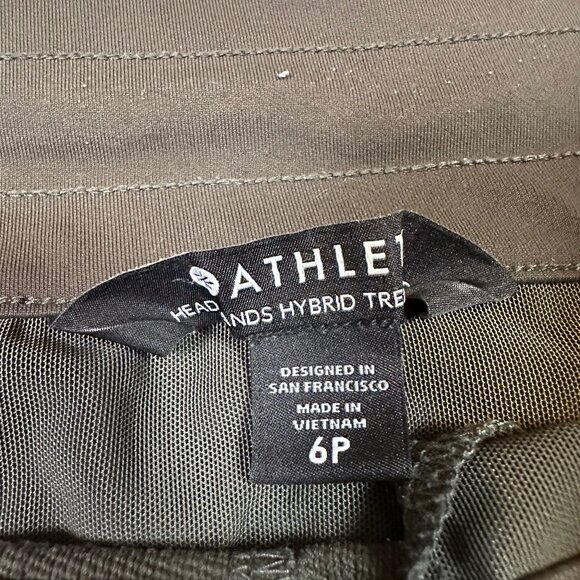 ATHLET
HEAD ANDS HYBRID TRE
DESIGNED IN
SAN FRANCISCO
MADE IN
VIETNAM
6P